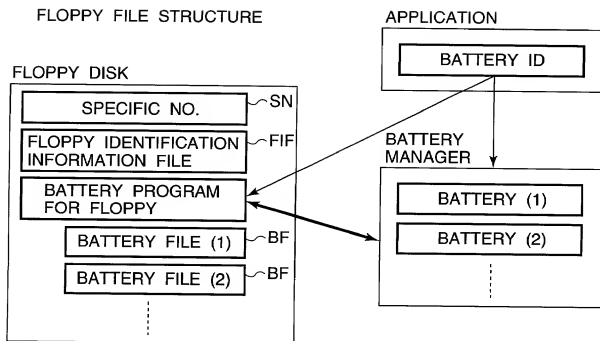 FLOPPY FILE STRUCTURE
APPLICATION
BATTERY ID
FLOPPY DISK
SPECIFIC NO.
SN
FLOPPY IDENTIFICATION
INFORMATION FILE
FIF
BATTERY PROGRAM
FOR FLOPPY
BATTERY FILE (1)
BF
BATTERY FILE (2)
BF
BATTERY
MANAGER
BATTERY (1)
BATTERY (2)